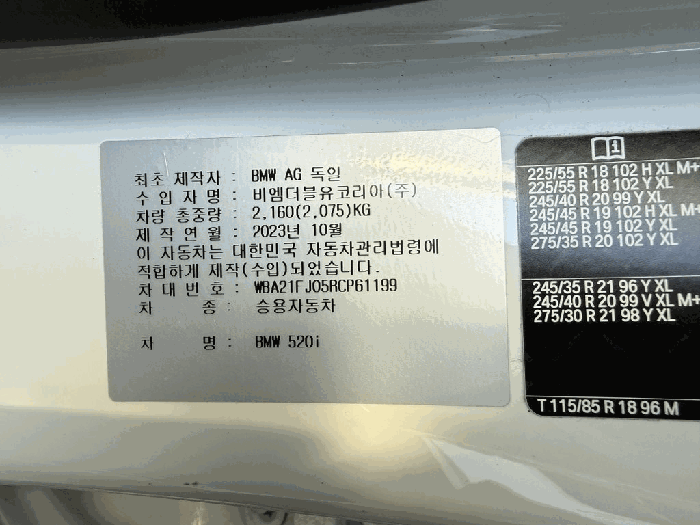 최초 제작자 : BMW AG 독일
수 입 자 명 : 비엠더블유코리아(주)
차량 총중량 : 2,160(2,075)KG
제 작 연 월 : 2023년 10월
이 자동차는 대한민국 자동차관리법령에
적합하게 제작(수입)되었습니다.
차 대 번 호 : WBA21FJ05RCP61199
차 종 : 승용자동차
차 명 : BMW 520i
225/55 R 18 102 H XL M+
225/55 R 18 102 Y XL
245/40 R 20 99 Y XL
245/45 R 19 102 H XL M+
245/45 R 19 102 Y XL
275/35 R 20 102 Y XL
245/35 R 21 96 Y XL
245/40 R 20 99 V XL M+
275/30 R 21 98 Y XL
T 115/85 R 18 96 M